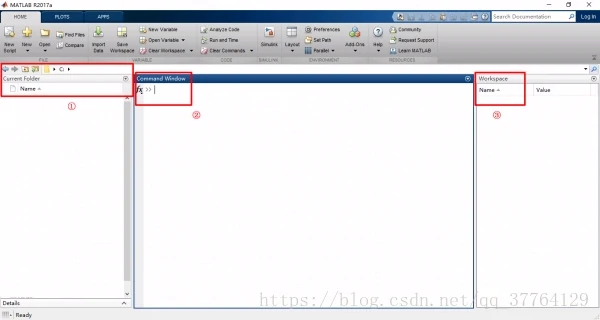 MATLAB R2017a
HOME PLOTS APPS Search Documentation Log In
New Script New Open Find Files Compare Import Data Save Workspace New Variable Open Variable Clear Workspace Analyze Code Run and Time Clear Commands Simulink Layout Preferences Set Path Parallel Add-Ons Help Community Request Support Learn MATLAB
FILE VARIABLE CODE SIMULINK ENVIRONMENT RESOURCES
C:
Current Folder
Name
①
Command Window
fx >>
②
Workspace
Name Value
③
Details
https://blog.csdn.net/qq_37764129
Ready